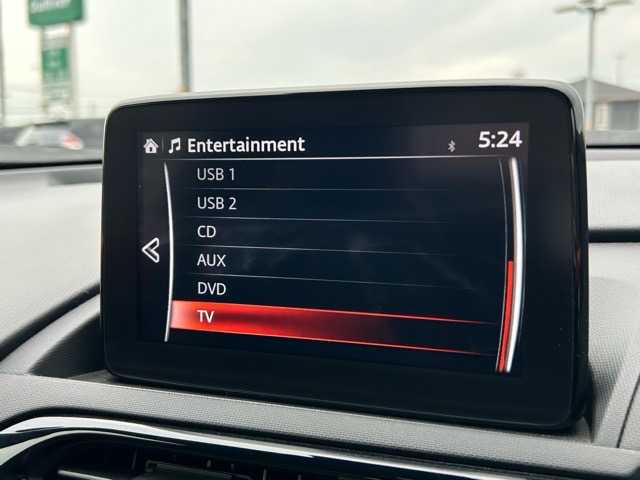 Entertainment
5:24
USB 1
USB 2
CD
AUX
DVD
TV